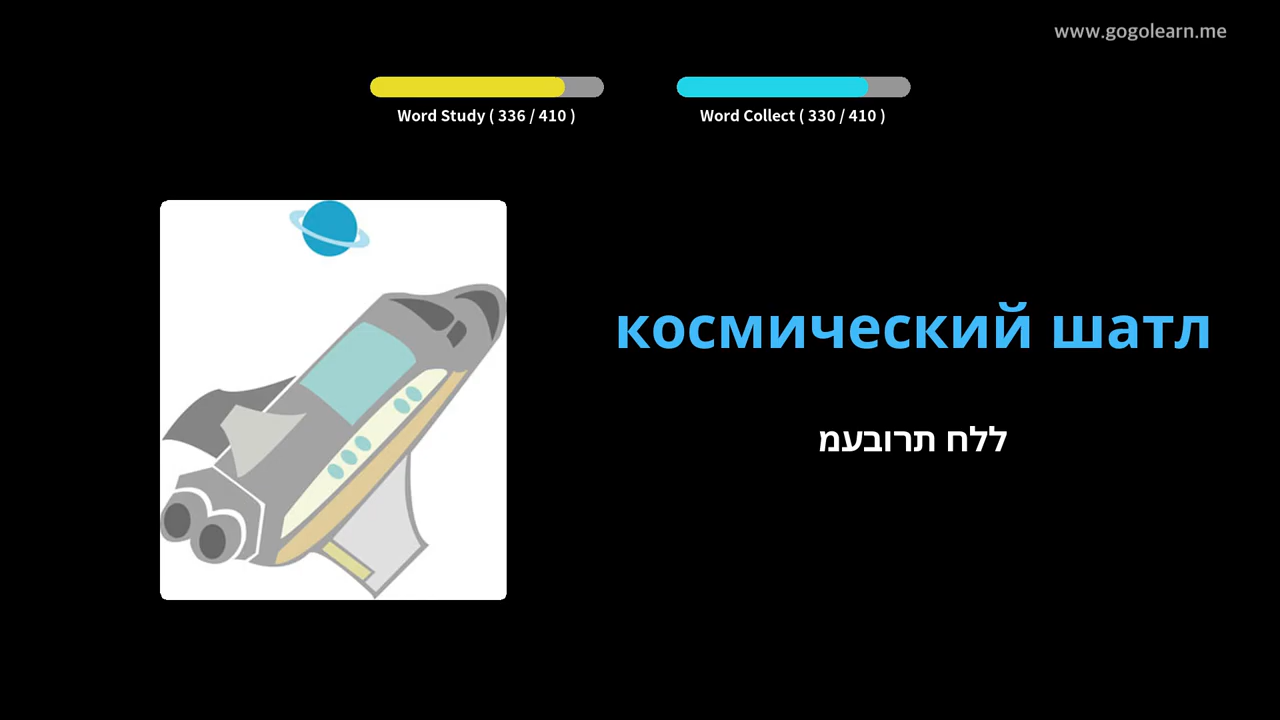 www.gogolearn.me
Word Study ( 336 / 410 )
Word Collect ( 330 / 410 )
космический шатл
ללח תרובעמ